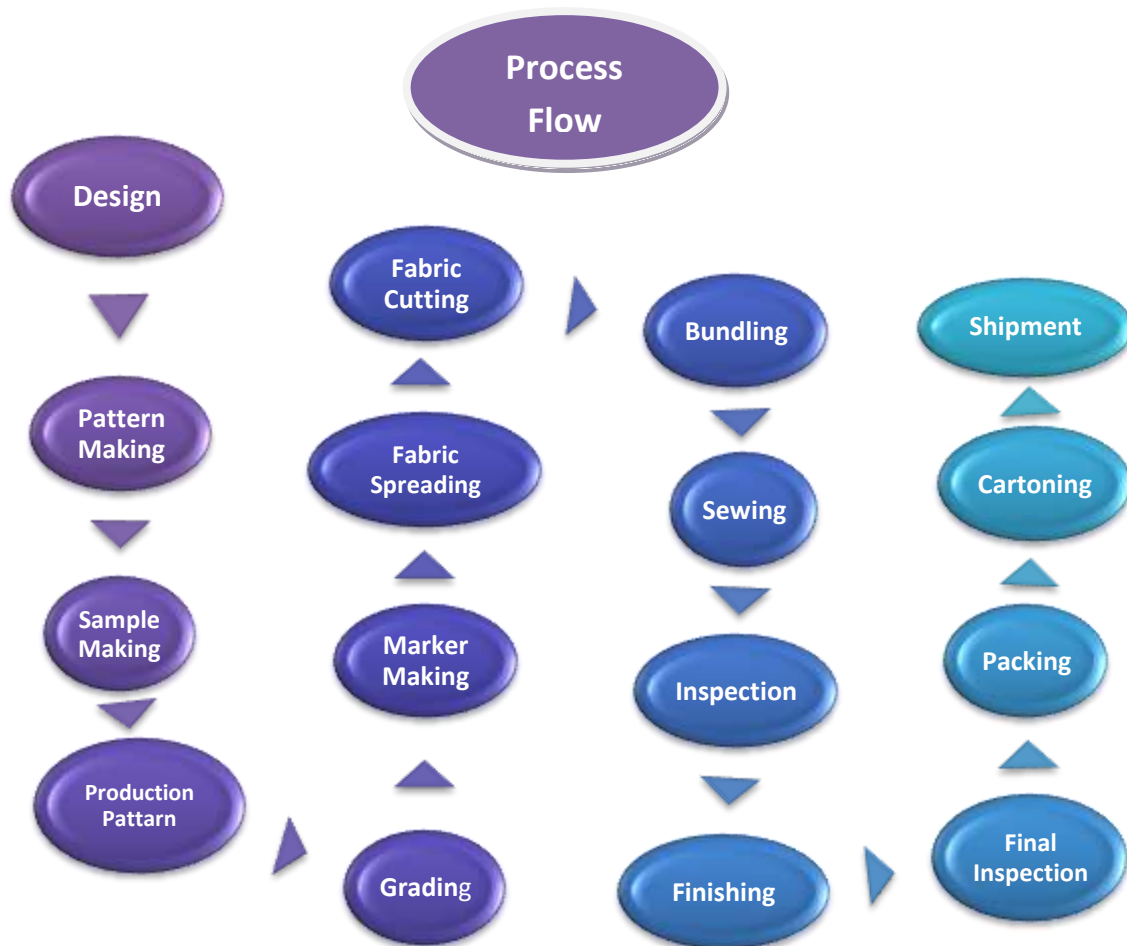 Process
Flow
Design
Pattern
Making
Sample
Making
Production
Pattarn
Grading
Marker
Making
Fabric
Spreading
Fabric
Cutting
Bundling
Sewing
Inspection
Finishing
Final
Inspection
Packing
Cartoning
Shipment